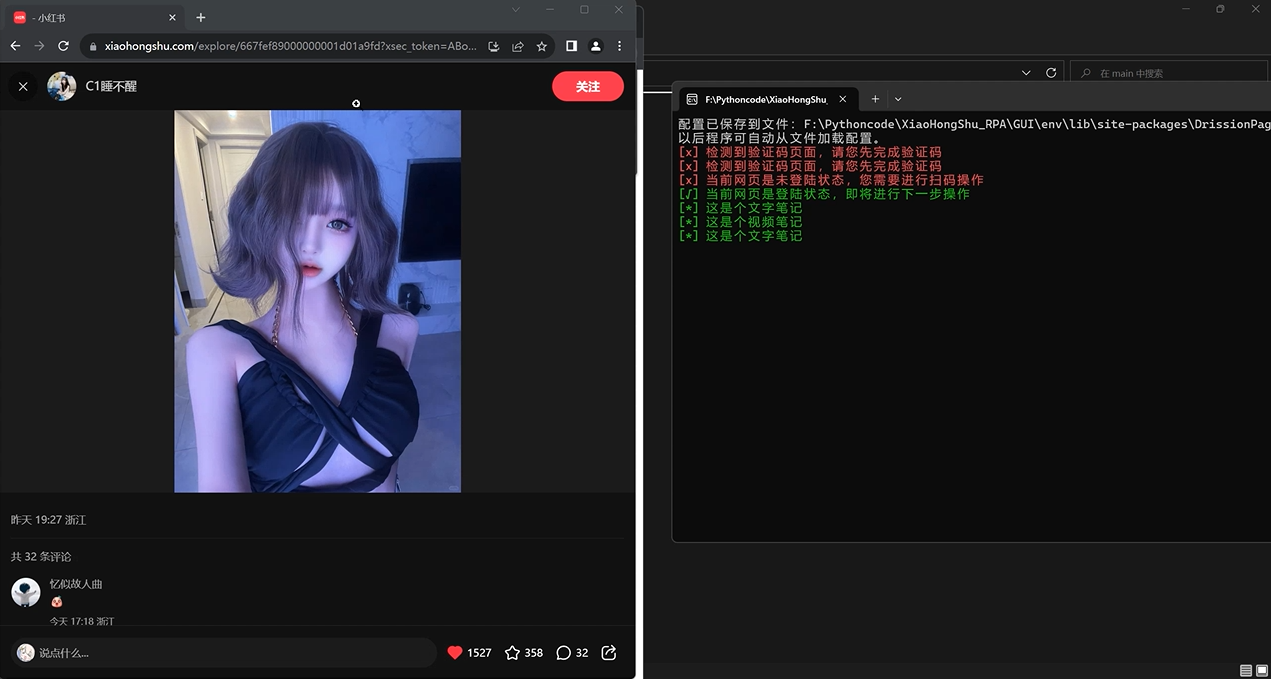 - 小红书
xiaohongshu.com/explore/667fef89000000001d01a9fd?xsec_token=ABo...
C1睡不醒
关注
昨天 19:27 浙江
共 32 条评论
忆似故人曲
今天 17:18 浙江
说点什么...
1527
358
32
在 main 中搜索
F:\Pythoncode\XiaoHongShu_
配置已保存到文件: F:\Pythoncode\XiaoHongShu_RPA\GUI\env\lib\site-packages\DrissionPag
以后程序可自动从文件加载配置。
[x] 检测到验证码页面，请您先完成验证码
[x] 检测到验证码页面，请您先完成验证码
[x] 当前网页是未登陆状态，您需要进行扫码操作
[√] 当前网页是登陆状态，即将进行下一步操作
[*] 这是个文字笔记
[*] 这是个视频笔记
[*] 这是个文字笔记